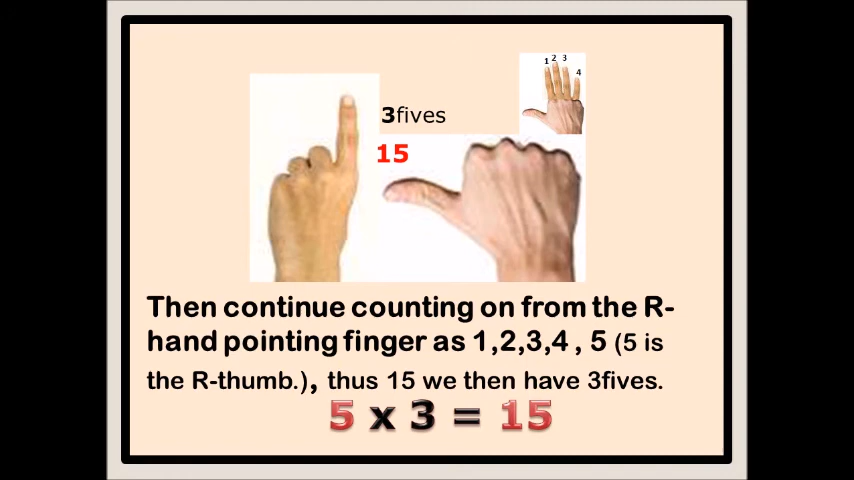 1 2 3
4
3fives
15
Then continue counting on from the R-
hand pointing finger as 1,2,3,4 , 5 (5 is
the R-thumb.), thus 15 we then have 3fives.
5 x 3 = 15